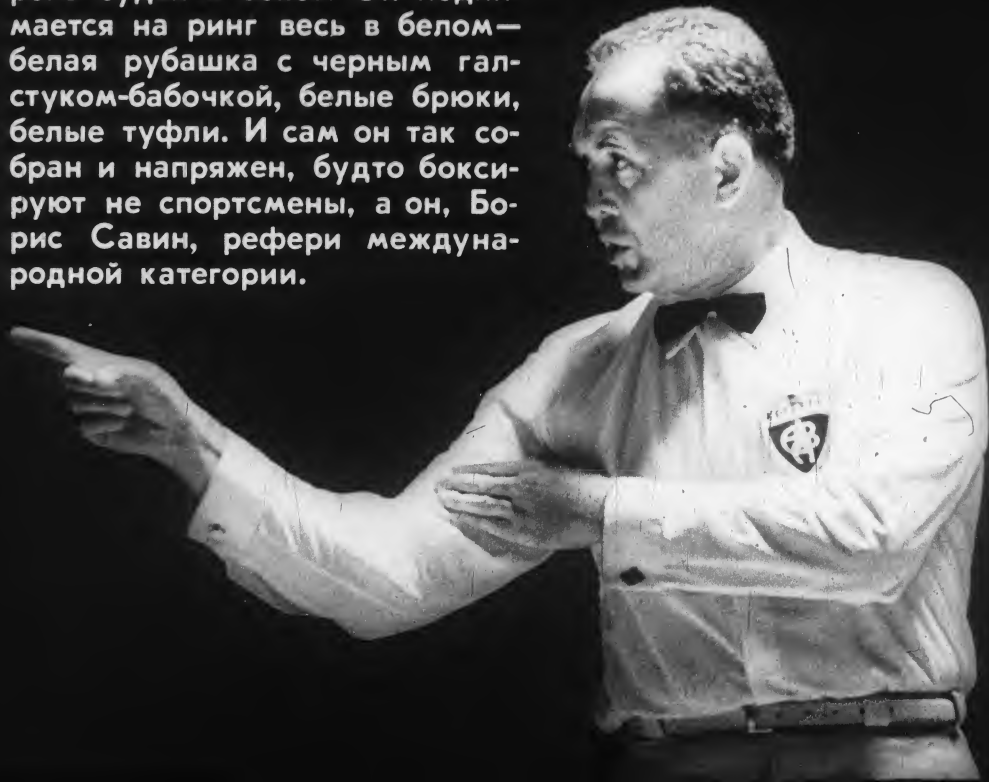 мается на ринг весь в белом—
белая рубашка с черным гал-
стуком-бабочкой, белые брюки,
белые туфли. И сам он так со-
бран и напряжен, будто бокси-
руют не спортсмены, а он, Бо-
рис Савин, рефери междуна-
родной категории.